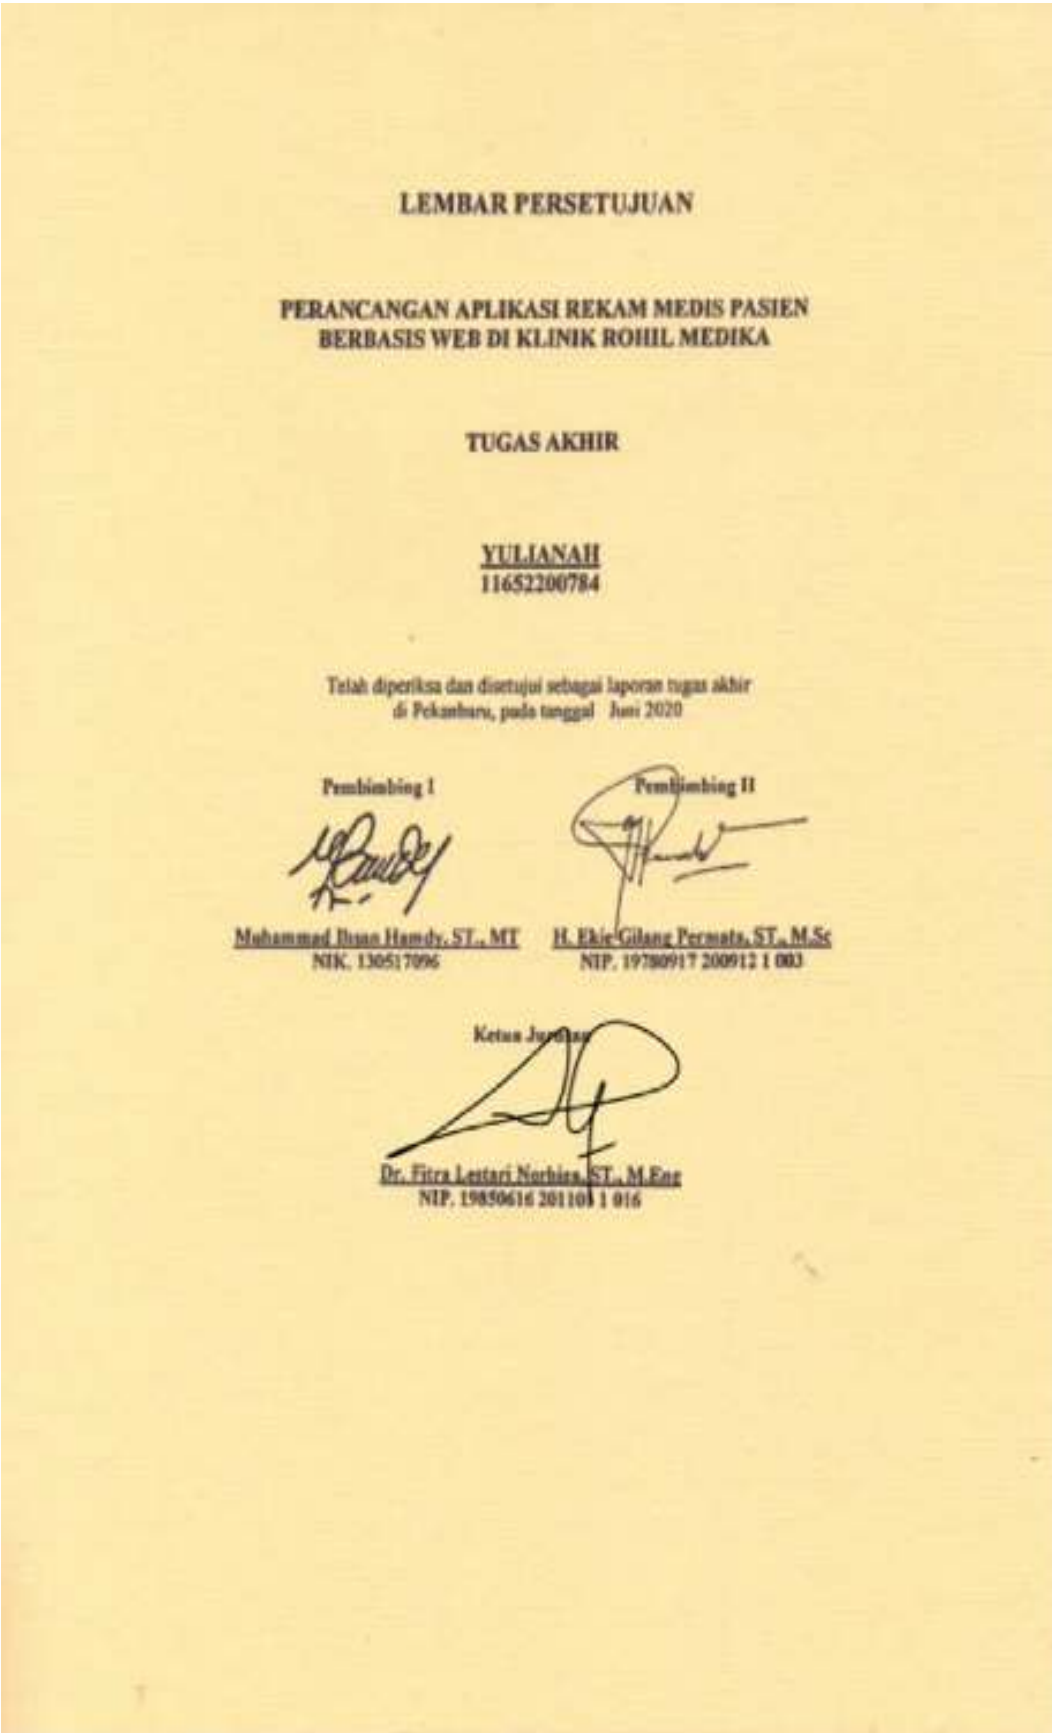 LEMBAR PERSETUJUAN
PERANCANGAN APLIKASI REKAM MEDIS PASIEN
BERBASIS WEB DI KLINIK ROHIL MEDIKA
TUGAS AKHIR
YULIANAH
11652200784
Telah diperiksa dan disetujui sebagai laporan tugas akhir
di Pekanbaru, pada tanggal Juni 2020
Pembimbing I Pembimbing II
Muhammad Ihsan Hamdy, ST., MT H. Ekie Gilang Permata, ST., M.Sc
NIK. 130517096 NIP. 19780917 200912 1 003
Ketua Jurusan
Dr. Fitra Lestari Norhiza, ST., M.Eng
NIP. 19850616 201101 1 016